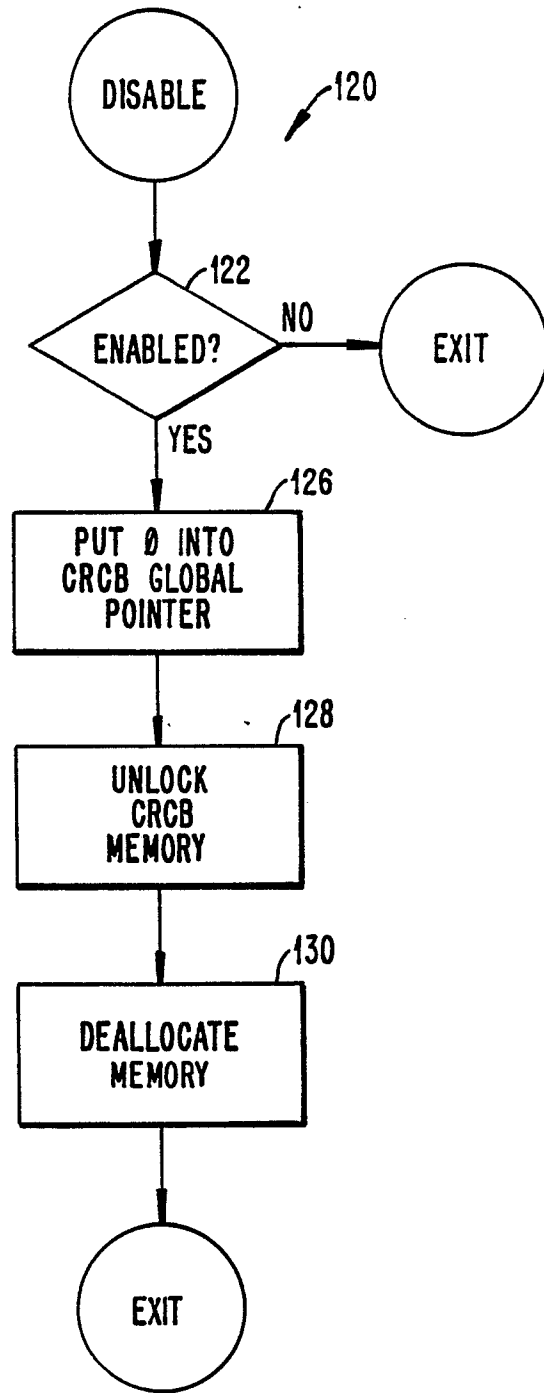 DISABLE
120
122
ENABLED?
NO
EXIT
YES
126
PUT Ø INTO
CRCB GLOBAL
POINTER
128
UNLOCK
CRCB
MEMORY
130
DEALLOCATE
MEMORY
EXIT